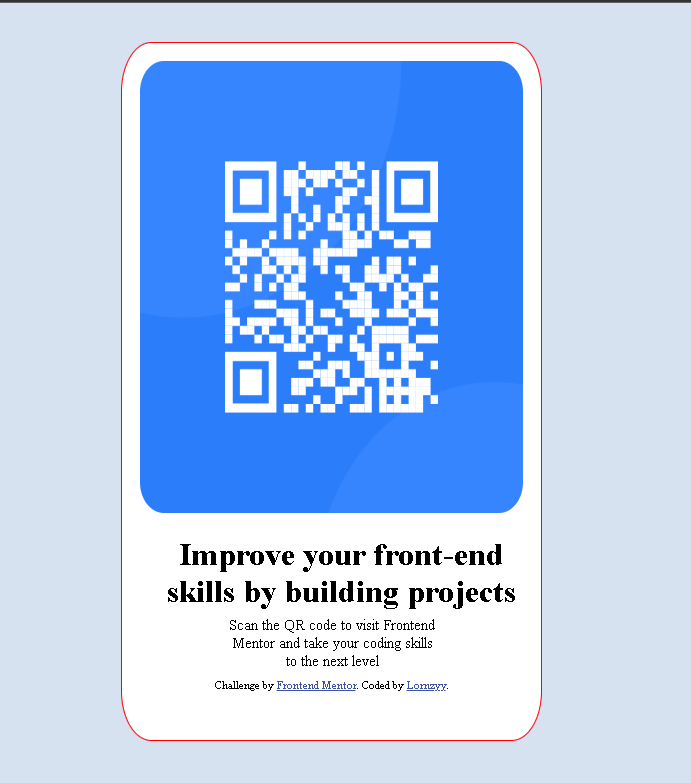 Improve your front-end
skills by building projects
Scan the QR code to visit Frontend
Mentor and take your coding skills
to the next level
Challenge by Frontend Mentor. Coded by Lornzyy.